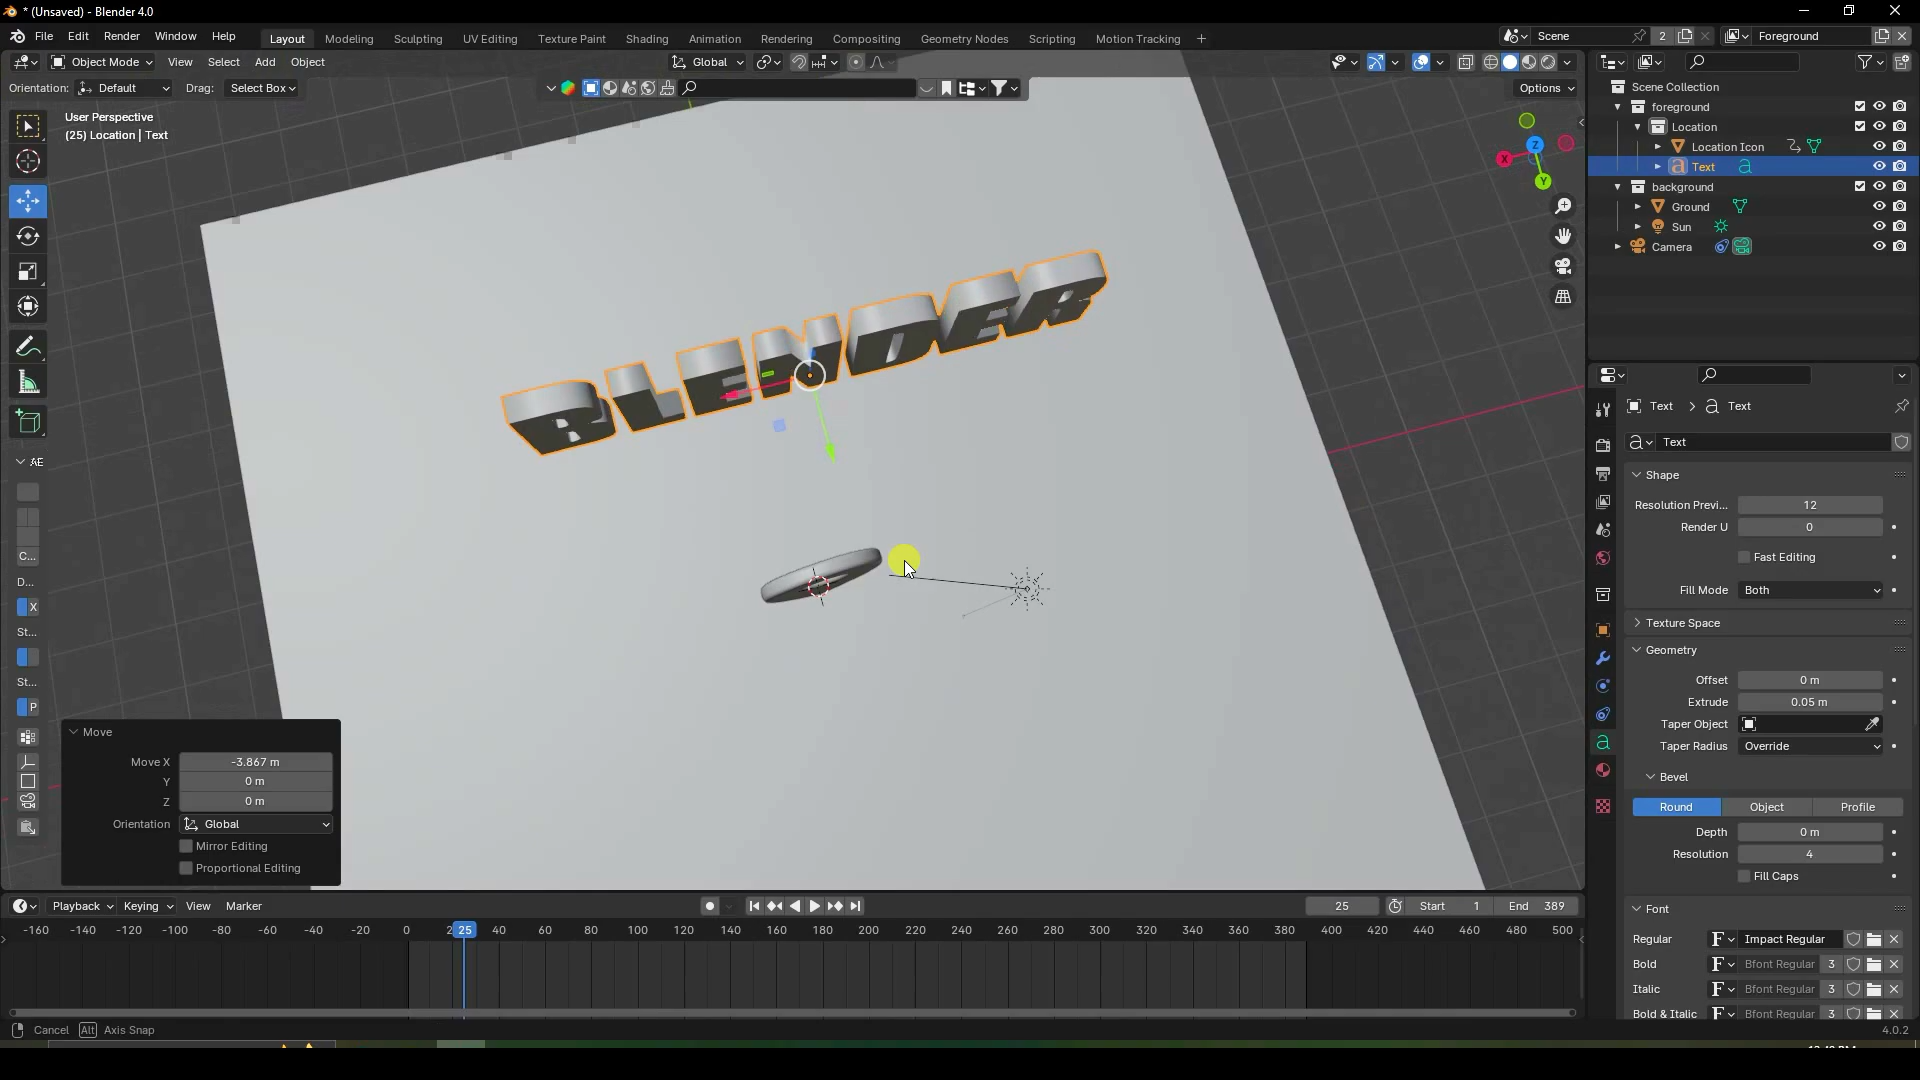 * (Unsaved) - Blender 4.0
File Edit Render Window Help
Layout Modeling Sculpting UV Editing Texture Paint Shading Animation Rendering Compositing Geometry Nodes Scripting Motion Tracking +
Scene 2 Foreground
Object Mode View Select Add Object Global
Orientation: Default Drag: Select Box Options
User Perspective
(25) Location | Text
BLENDER
X Y Z
AE
C...
D...
X
St...
St...
P
Move
Move X -3.867 m
Y 0 m
Z 0 m
Orientation Global
Mirror Editing
Proportional Editing
Scene Collection
foreground
Location
Location Icon
Text
background
Ground
Sun
Camera
Text Text
Text
Shape
Resolution Previ... 12
Render U 0
Fast Editing
Fill Mode Both
Texture Space
Geometry
Offset 0 m
Extrude 0.05 m
Taper Object
Taper Radius Override
Bevel
Round Object Profile
Depth 0 m
Resolution 4
Fill Caps
Font
Regular Impact Regular
Bold Bfont Regular 3
Italic Bfont Regular 3
Bold & Italic Bfont Regular 3
Playback Keying View Marker 25 Start 1 End 389
-160 -140 -120 -100 -80 -60 -40 -20 0 25 40 60 80 100 120 140 160 180 200 220 240 260 280 300 320 340 360 380 400 420 440 460 480 500
Cancel Alt Axis Snap 4.0.2